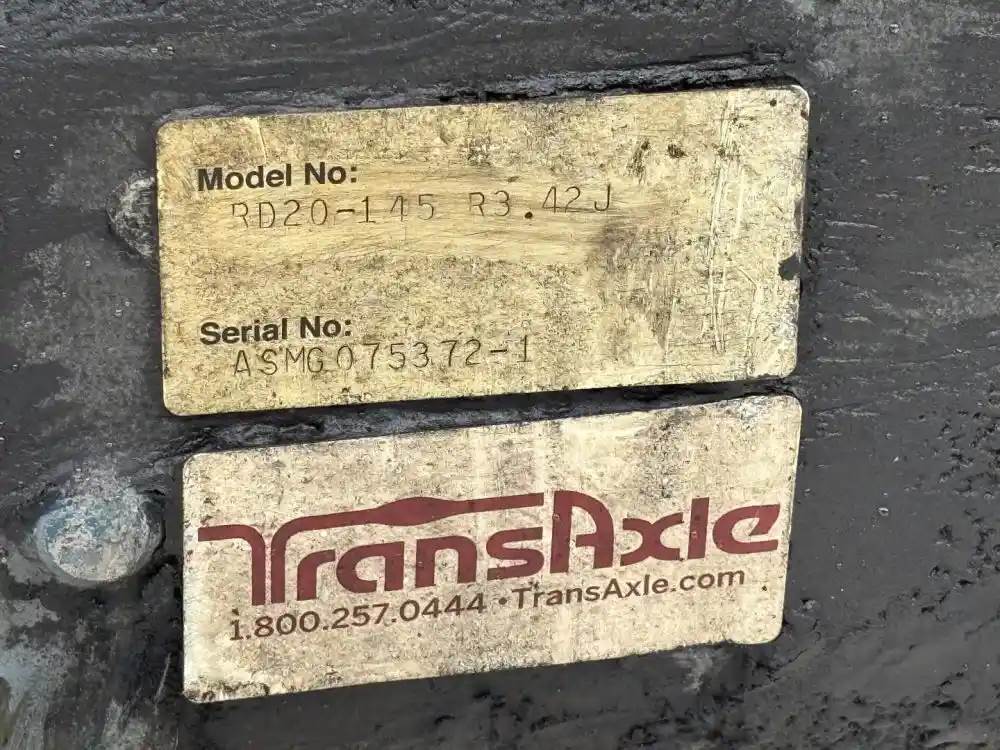 Model No:
RD20-145 R3.42J
Serial No:
ASMG075372-1
TransAxle
1.800.257.0444 • TransAxle.com